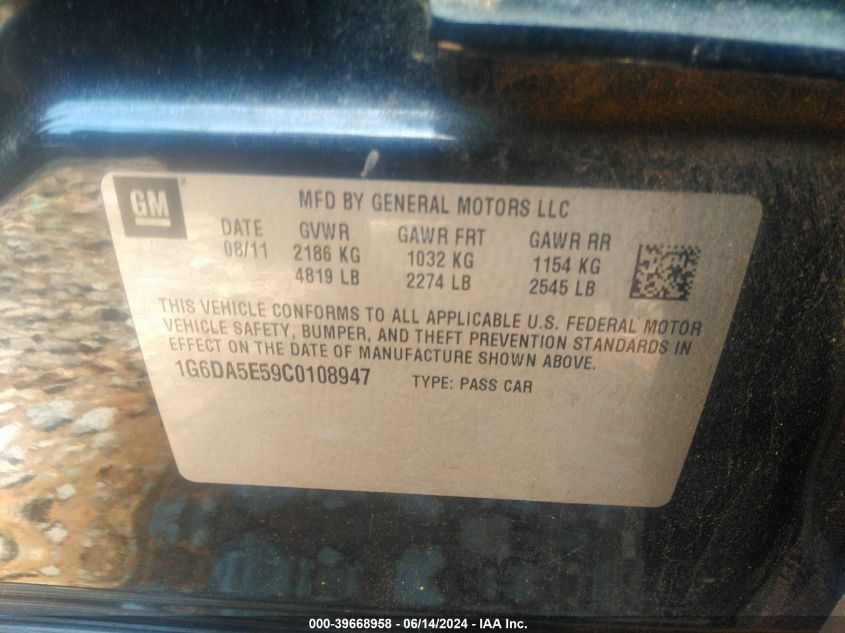 GM
MFD BY GENERAL MOTORS LLC
DATE GVWR GAWR FRT GAWR RR
08/11 2186 KG 1032 KG 1154 KG
4819 LB 2274 LB 2545 LB
THIS VEHICLE CONFORMS TO ALL APPLICABLE U.S. FEDERAL MOTOR
VEHICLE SAFETY, BUMPER, AND THEFT PREVENTION STANDARDS IN
EFFECT ON THE DATE OF MANUFACTURE SHOWN ABOVE.
1G6DA5E59C0108947 TYPE: PASS CAR
000-39668958 - 06/14/2024 - IAA Inc.